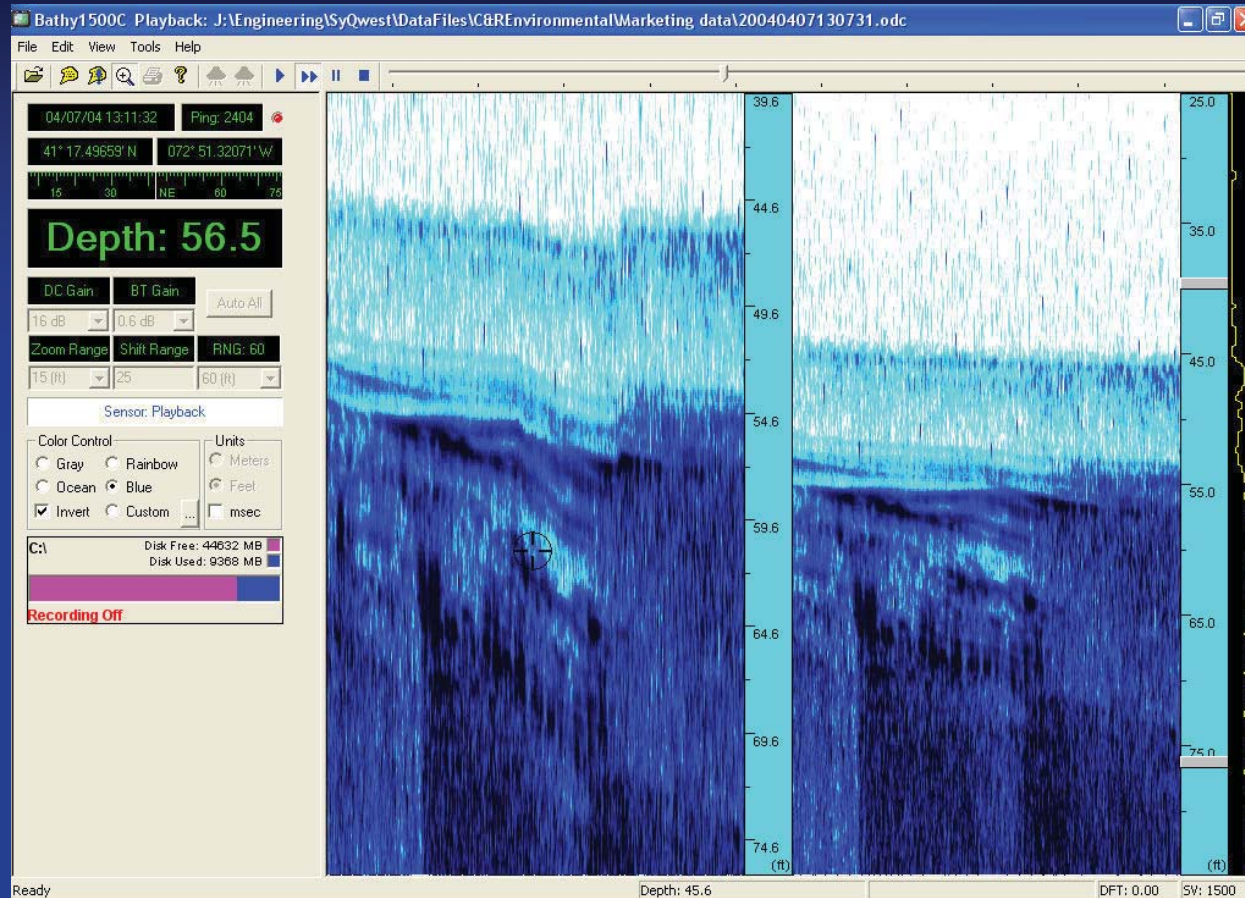 Bathy1500C Playback: J:\Engineering\SyQwest\DataFiles\C&REnvironmental\Marketing data\20040407130731.odc
File Edit View Tools Help
04/07/04 13:11:32 Ping: 2404
41° 17.49659' N 072° 51.32071' W
15 30 NE 60 75
Depth: 56.5
DC Gain BT Gain Auto All
16 dB 0.6 dB
Zoom Range Shift Range RNG: 60
15 (ft) 25 60 (ft)
Sensor: Playback
Color Control Units
Gray Rainbow Meters
Ocean Blue Feet
Invert Custom ... msec
C:\ Disk Free: 44632 MB
Disk Used: 9368 MB
Recording Off
39.6
44.6
49.6
54.6
59.6
64.6
69.6
74.6
(ft)
25.0
35.0
45.0
55.0
65.0
75.0
(ft)
Ready Depth: 45.6 DFT: 0.00 SV: 1500